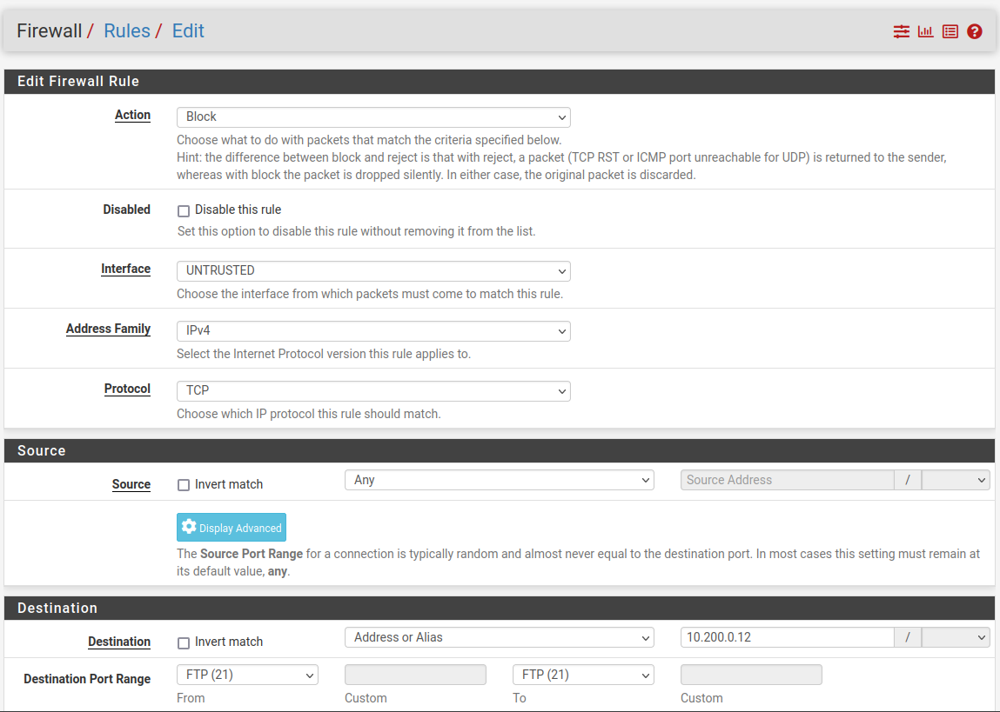 Firewall / Rules / Edit
Edit Firewall Rule
Action
Block
Choose what to do with packets that match the criteria specified below.
Hint: the difference between block and reject is that with reject, a packet (TCP RST or ICMP port unreachable for UDP) is returned to the sender,
whereas with block the packet is dropped silently. In either case, the original packet is discarded.
Disabled
Disable this rule
Set this option to disable this rule without removing it from the list.
Interface
UNTRUSTED
Choose the interface from which packets must come to match this rule.
Address Family
IPv4
Select the Internet Protocol version this rule applies to.
Protocol
TCP
Choose which IP protocol this rule should match.
Source
Source
Invert match
Any
Source Address
/
Display Advanced
The Source Port Range for a connection is typically random and almost never equal to the destination port. In most cases this setting must remain at
its default value, any.
Destination
Destination
Invert match
Address or Alias
10.200.0.12
/
Destination Port Range
FTP (21)
FTP (21)
From
Custom
To
Custom